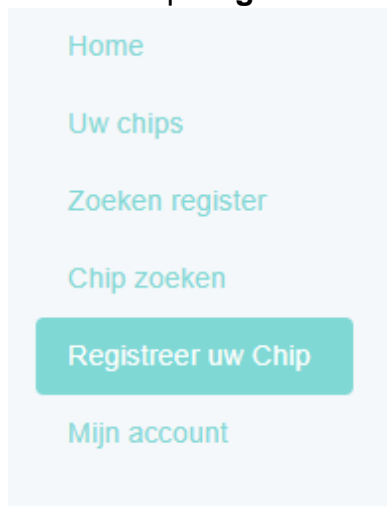 Home
Uw chips
Zoeken register
Chip zoeken
Registreer uw Chip
Mijn account